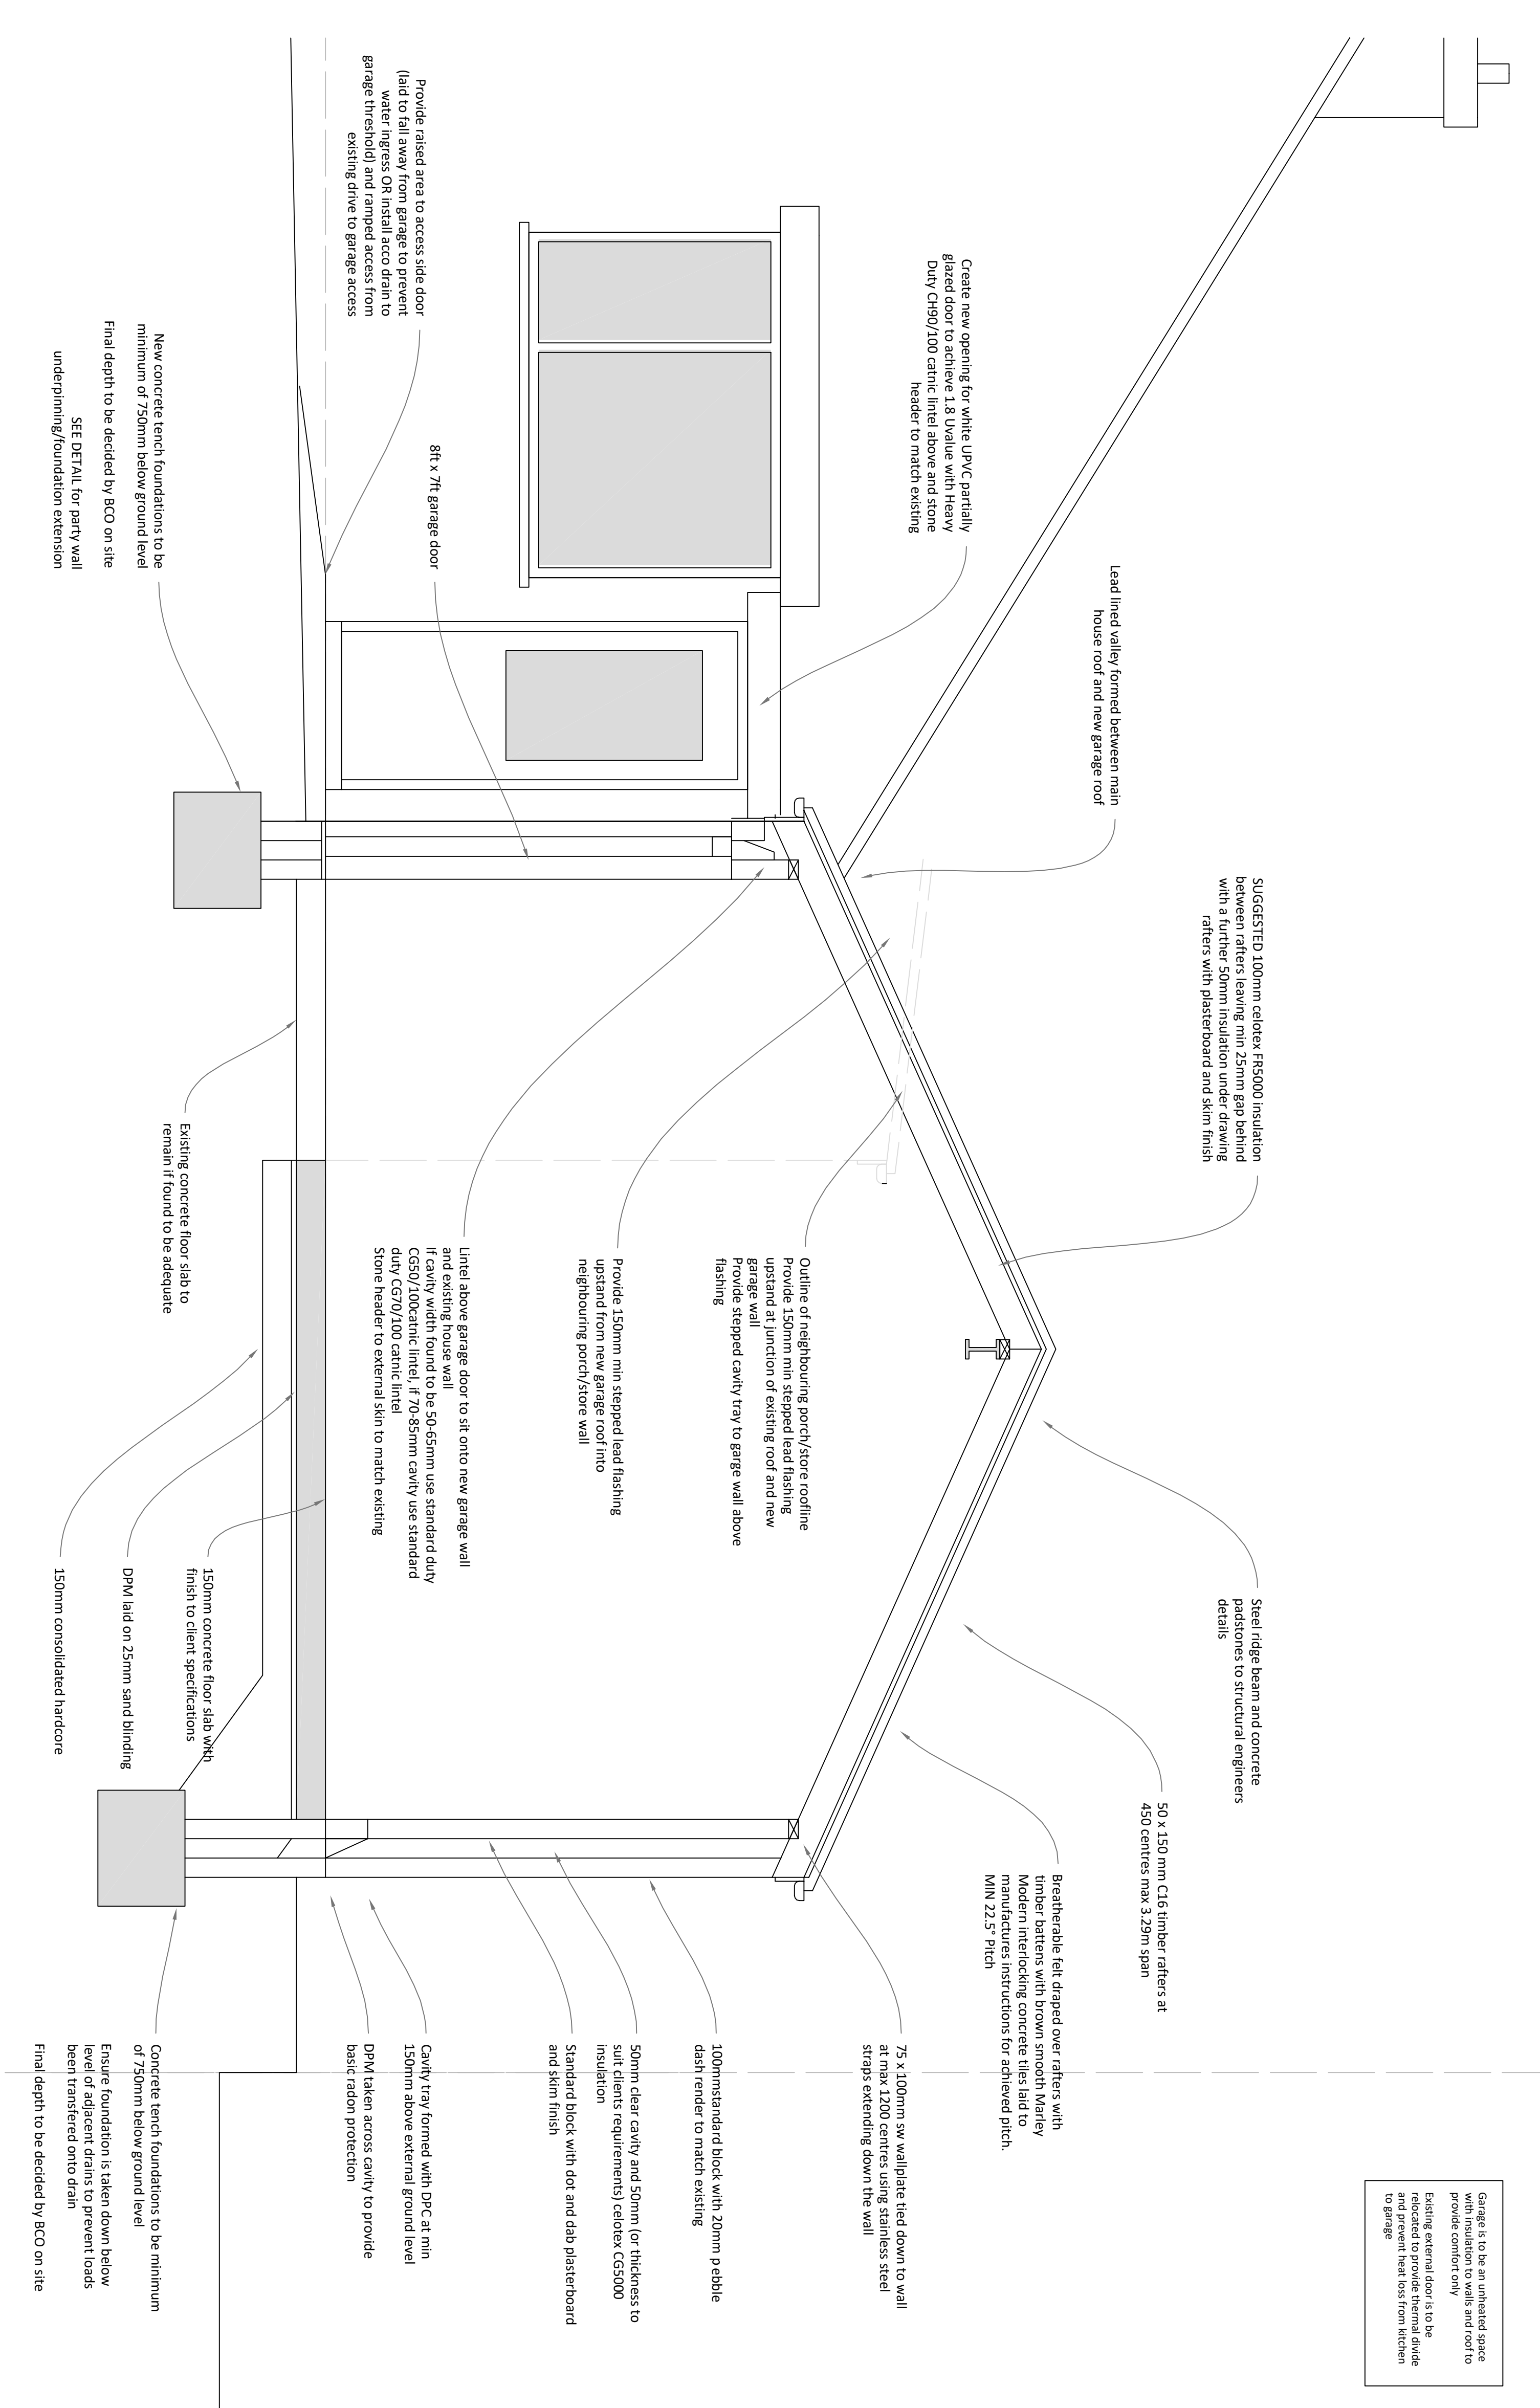 Garage is to be an unheated space
with insulation to walls and roof to
provide comfort only
Existing external door is to be
relocated to provide thermal divide
and prevent heat loss from kitchen
to garage
SUGGESTED 100mm celotex FR5000 insulation
between rafters leaving min 25mm gap behind
with a further 50mm insulation under drawing
rafters with plasterboard and skim finish
Steel ridge beam and concrete
padstones to structural engineers
details
50 x 150 mm C16 timber rafters at
450 centres max 3.29m span
Lead lined valley formed between main
house roof and new garage roof
Breatherable felt draped over rafters with
timber battens with brown smooth Marley
Modern interlocking concrete tiles laid to
manufactures instructions for achieved pitch.
MIN 22.5° Pitch
Create new opening for white UPVC partially
glazed door to achieve 1.8 Uvalue with Heavy
Duty CH90/100 catnic lintel above and stone
header to match existing
75 x 100mm sw wallplate tied down to wall
at max 1200 centres using stainless steel
straps extending down the wall
Outline of neighbouring porch/store roofline
Provide 150mm min stepped lead flashing
upstand at junction of existing roof and new
garage wall
Provide stepped cavity tray to garge wall above
flashing
100mmstandard block with 20mm p ebble
dash render to match existing
Provide 150mm min stepped lead flashing
upstand from new garage roof into
neighbouring porch/store wall
50mm clear cavity and 50mm (or thickness to
suit clients requirements) celotex CG5000
insulation
Standard block with dot and dab plasterboard
and skim finish
Lintel above garage door to sit onto new garage wall
and existing house wall
If cavity width found to be 50-65mm use standard duty
CG50/100catnic lintel, if 70-85mm cavity use standard
duty CG70/100 catnic lintel
Stone header to external skin to match existing
8ft x 7ft garage door
Provide raised area to access side door
(laid to fall away from garage to prevent
water ingress OR install acco drain to
garage threshold) and ramped access from
existing drive to garage access
Cavity tray formed with DPC at min
150mm above external ground level
DPM taken across cavity to provide
basic radon protection
150mm concrete floor slab with
finish to client specifications
Existing concrete floor slab to
remain if found to be adequate
New concrete tench foundations to be
minimum of 750mm below ground level
Final depth to be decided by BCO on site
SEE DETAIL for party wall
underpinning/foundation extension
DPM laid on 25mm sand blinding
150mm consolidated hardcore
Concrete tench foundations to be minimum
of 750mm below ground level
Ensure foundation is taken down below
level of adjacent drains to prevent loads
been transfered onto drain
Final depth to be decided by BCO on site